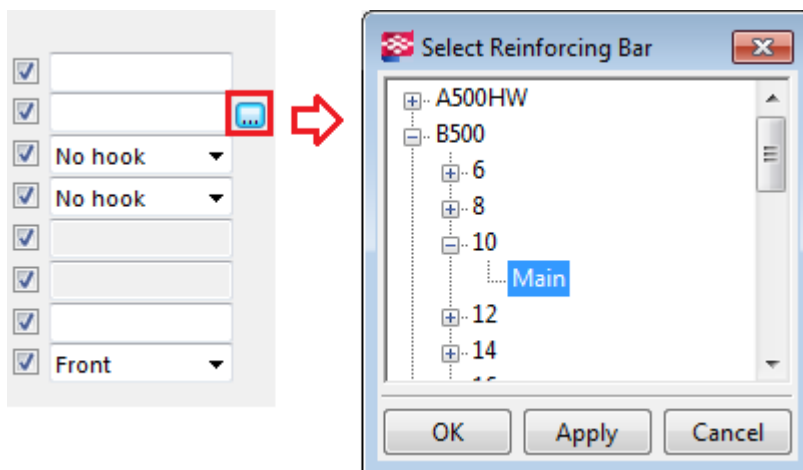 No hook
No hook
Front
...
Select Reinforcing Bar
A500HW
B500
6
8
10
Main
12
14
OK
Apply
Cancel